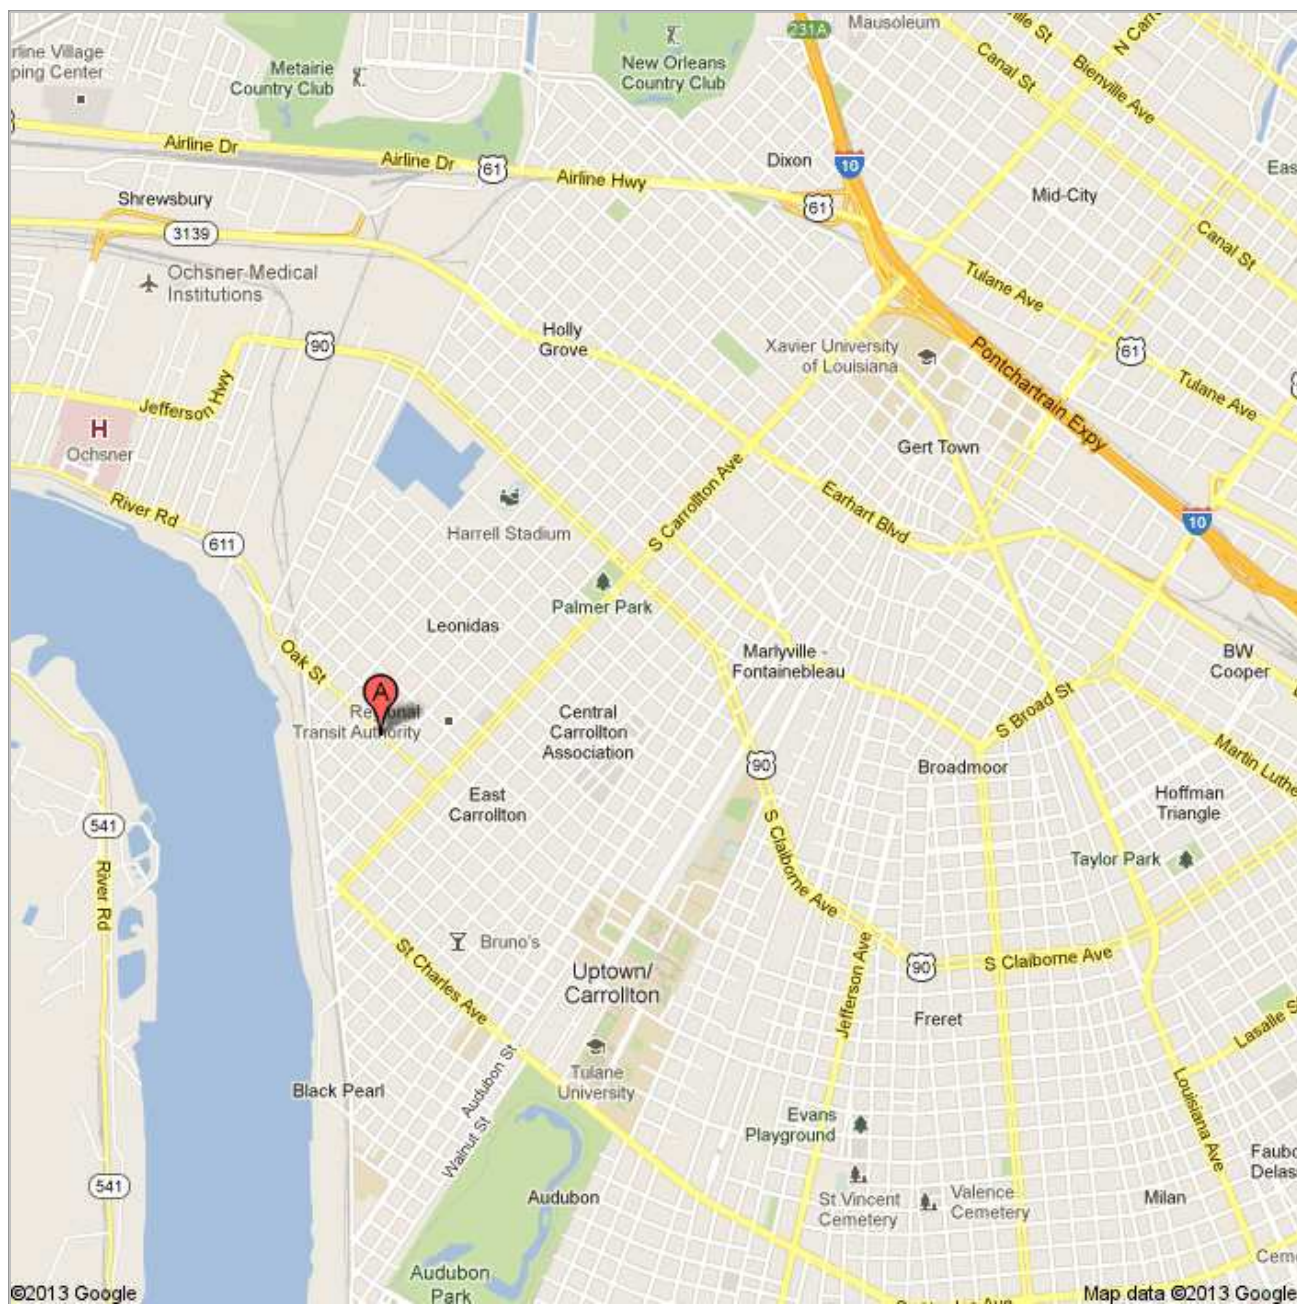 231A
Mausoleum
ville St
N Carro
rline Village
ping Center
Metairie
Country Club
New Orleans
Country Club
Canal St
Bienville Ave
Airline Dr
Airline Dr
61
Airline Hwy
Dixon
10
Eas
Shrewsbury
61
Mid-City
3139
Canal St
Ochsner Medical
Institutions
Tulane Ave
90
Holly
Grove
Xavier University
of Louisiana
Pontchartrain Expy
61
Tulane Ave
Jefferson Hwy
H
Ochsner
Gert Town
S Carrollton Ave
River Rd
Earhart Blvd
611
Harrell Stadium
10
Palmer Park
Leonidas
Oak St
Marlyville -
Fontainebleau
BW
Cooper
A
Regional
Transit Authority
Central
Carrollton
Association
S Broad St
90
Broadmoor
Martin Luthe
East
Carrollton
Hoffman
Triangle
541
S Claiborne Ave
Taylor Park
River Rd
St Charles Ave
Bruno's
Uptown/
Carrollton
Jefferson Ave
90
S Claiborne Ave
Freret
Lasalle S
Tulane
University
Audubon St
Black Pearl
Walnut St
Louisiana Ave
Evans
Playground
541
Audubon
St Vincent
Cemetery
Valence
Cemetery
Milan
Faubo
Delas
Audubon
Park
Ceme
©2013 Google
Map data ©2013 Google